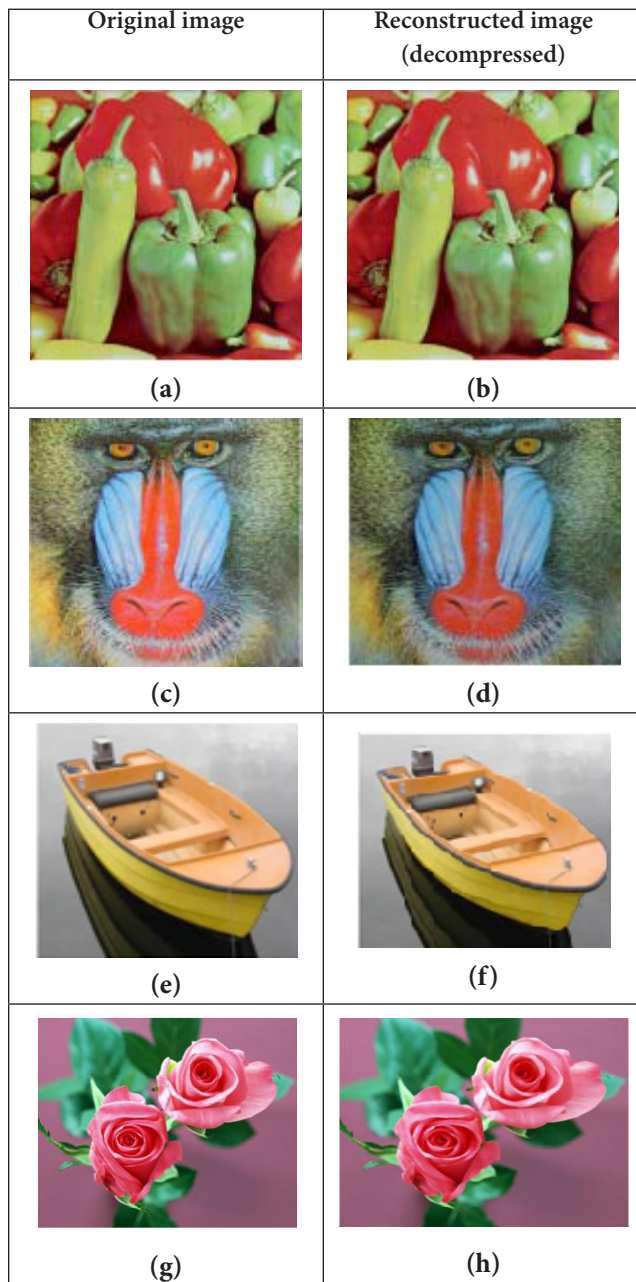 Original image
Reconstructed image
(decompressed)
(a)
(b)
(c)
(d)
(e)
(f)
(g)
(h)